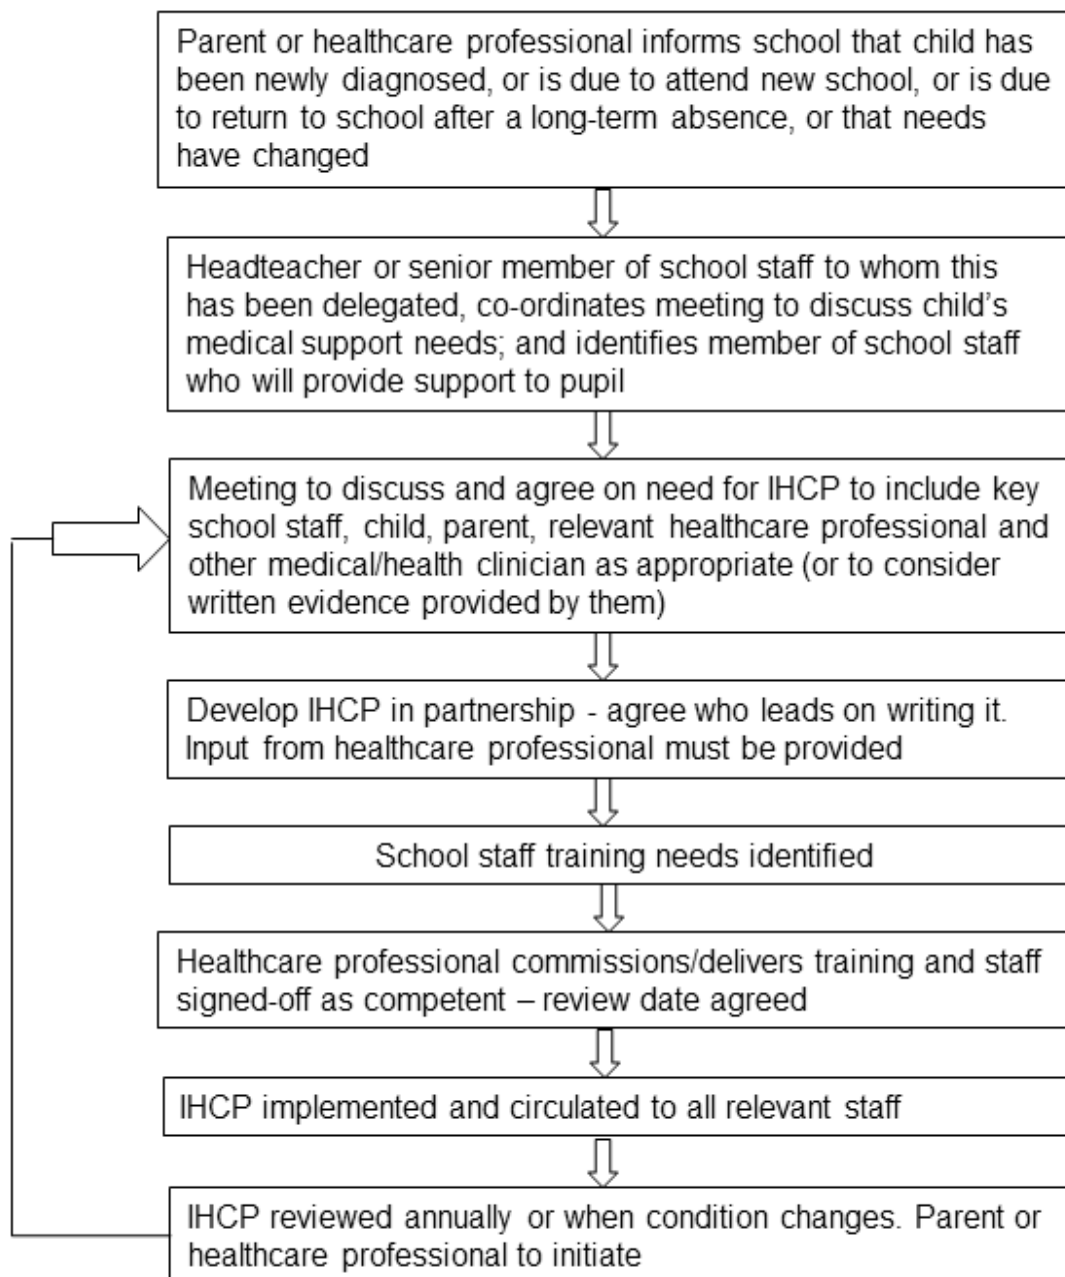 Parent or healthcare professional informs school that child has
been newly diagnosed, or is due to attend new school, or is due
to return to school after a long-term absence, or that needs
have changed
Headteacher or senior member of school staff to whom this
has been delegated, co-ordinates meeting to discuss child's
medical support needs; and identifies member of school staff
who will provide support to pupil
Meeting to discuss and agree on need for IHCP to include key
school staff, child, parent, relevant healthcare professional and
other medical/health clinician as appropriate (or to consider
written evidence provided by them)
Develop IHCP in partnership - agree who leads on writing it.
Input from healthcare professional must be provided
School staff training needs identified
Healthcare professional commissions/delivers training and staff
signed-off as competent – review date agreed
IHCP implemented and circulated to all relevant staff
IHCP reviewed annually or when condition changes. Parent or
healthcare professional to initiate